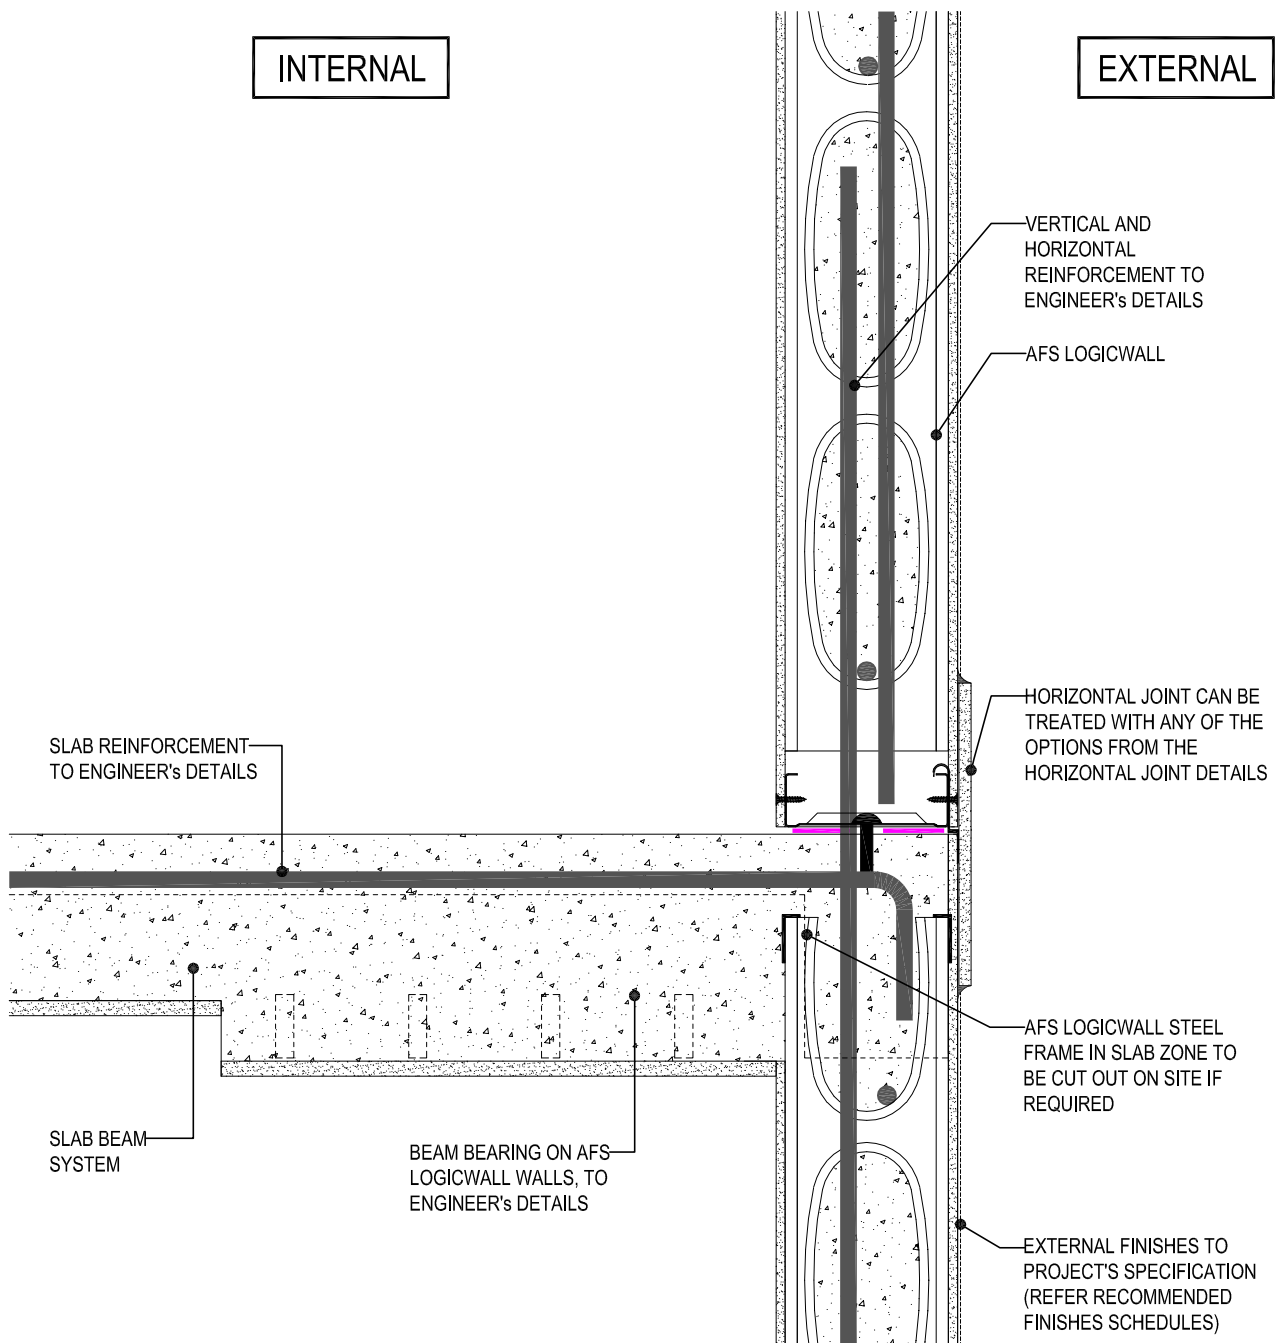 INTERNAL
EXTERNAL
VERTICAL AND
HORIZONTAL
REINFORCEMENT TO
ENGINEER's DETAILS
AFS LOGICWALL
HORIZONTAL JOINT CAN BE
TREATED WITH ANY OF THE
OPTIONS FROM THE
HORIZONTAL JOINT DETAILS
SLAB REINFORCEMENT
TO ENGINEER's DETAILS
AFS LOGICWALL STEEL
FRAME IN SLAB ZONE TO
BE CUT OUT ON SITE IF
REQUIRED
SLAB BEAM
SYSTEM
BEAM BEARING ON AFS
LOGICWALL WALLS, TO
ENGINEER's DETAILS
EXTERNAL FINISHES TO
PROJECT'S SPECIFICATION
(REFER RECOMMENDED
FINISHES SCHEDULES)